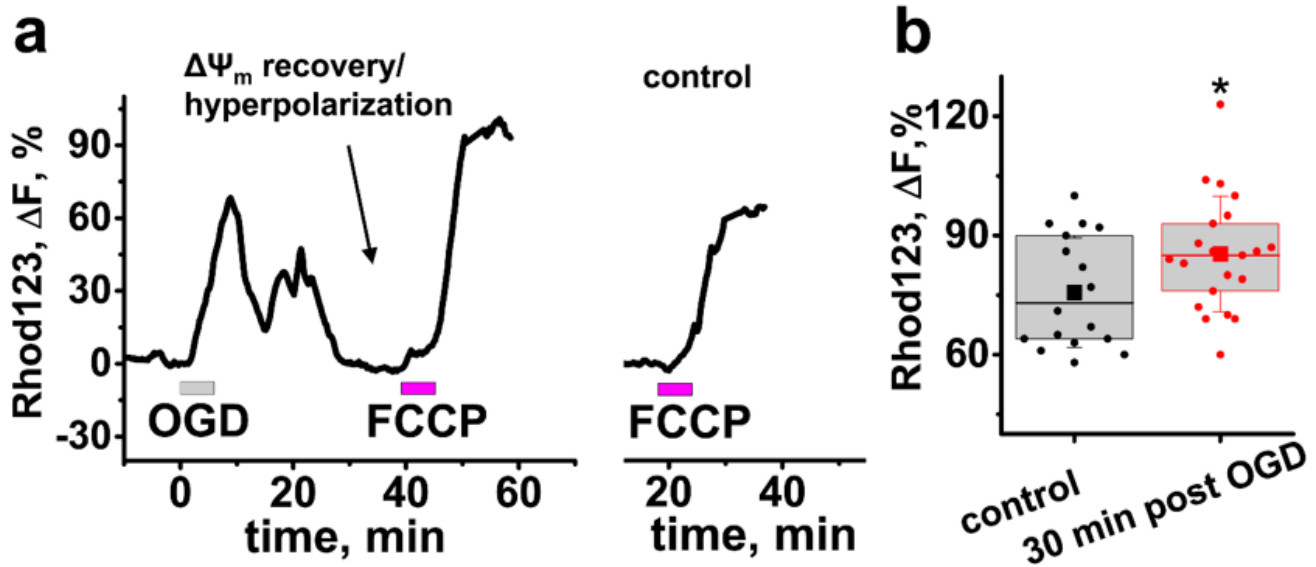 a
ΔΨm recovery/
hyperpolarization
control
Rhod123, ΔF, %
90
60
30
0
-30
OGD
FCCP
FCCP
0
20
40
60
20
40
time, min
time, min
b
*
Rhod123, ΔF,%
120
90
60
control
30 min post OGD